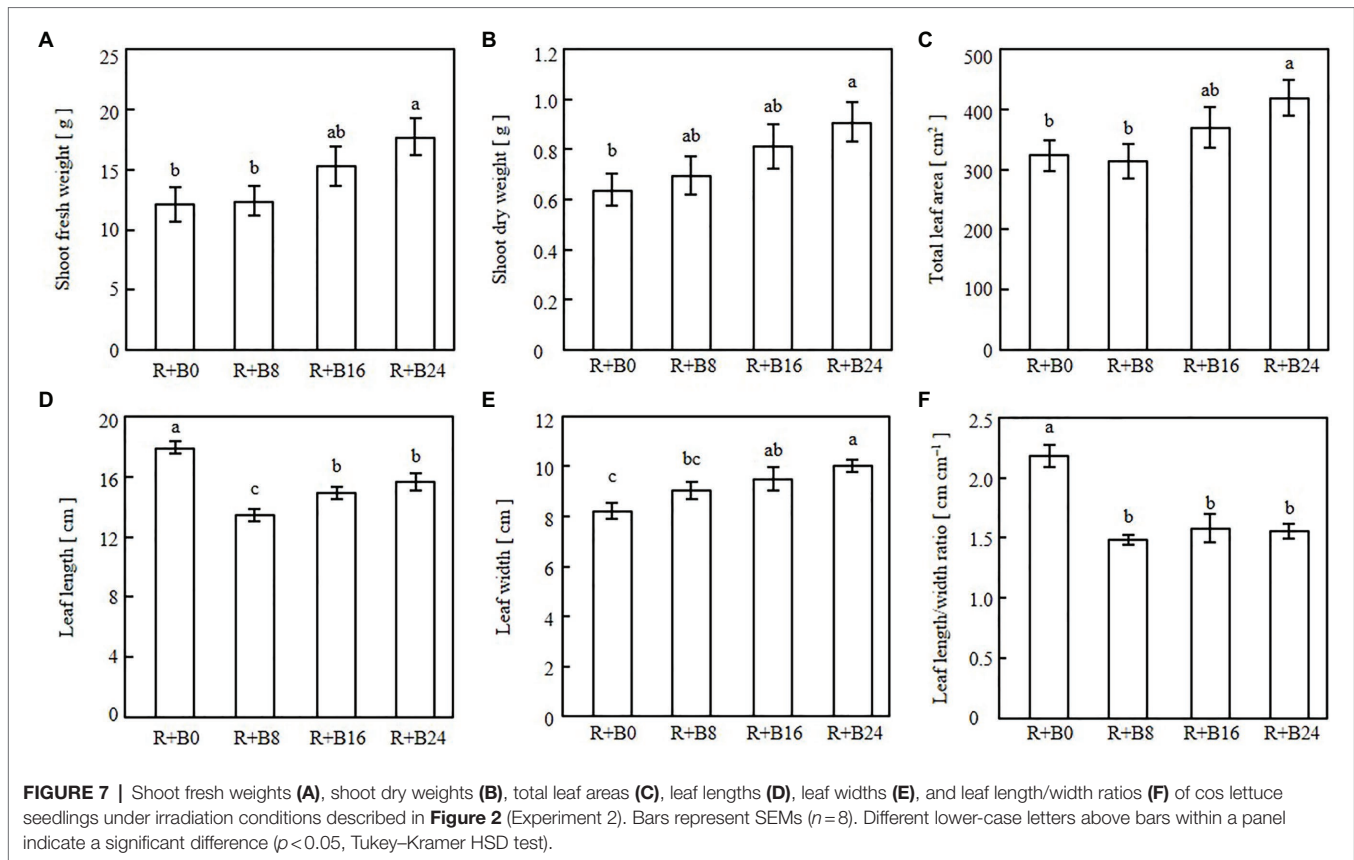 A
Shoot fresh weight [ g ]
25
20
15
10
5
0
b
b
ab
a
R+B0 R+B8 R+B16 R+B24
B
Shoot dry weight [ g ]
1.2
1.0
0.8
0.6
0.4
0.2
0
b
ab
ab
a
R+B0 R+B8 R+B16 R+B24
C
Total leaf area [ cm² ]
500
400
300
400
100
0
b
b
ab
a
R+B0 R+B8 R+B16 R+B24
D
Leaf length [ cm ]
20
16
12
8
4
0
a
c
b
b
R+B0 R+B8 R+B16 R+B24
E
Leaf width [ cm ]
12
10
8
6
4
2
0
c
bc
ab
a
R+B0 R+B8 R+B16 R+B24
F
Leaf length/width ratio [ cm cm⁻¹ ]
2.5
2.0
1.5
1.0
0.5
0
a
b
b
b
R+B0 R+B8 R+B16 R+B24
FIGURE 7 | Shoot fresh weights (A), shoot dry weights (B), total leaf areas (C), leaf lengths (D), leaf widths (E), and leaf length/width ratios (F) of cos lettuce
seedlings under irradiation conditions described in Figure 2 (Experiment 2). Bars represent SEMs (n=8). Different lower-case letters above bars within a panel
indicate a significant difference (p<0.05, Tukey–Kramer HSD test).